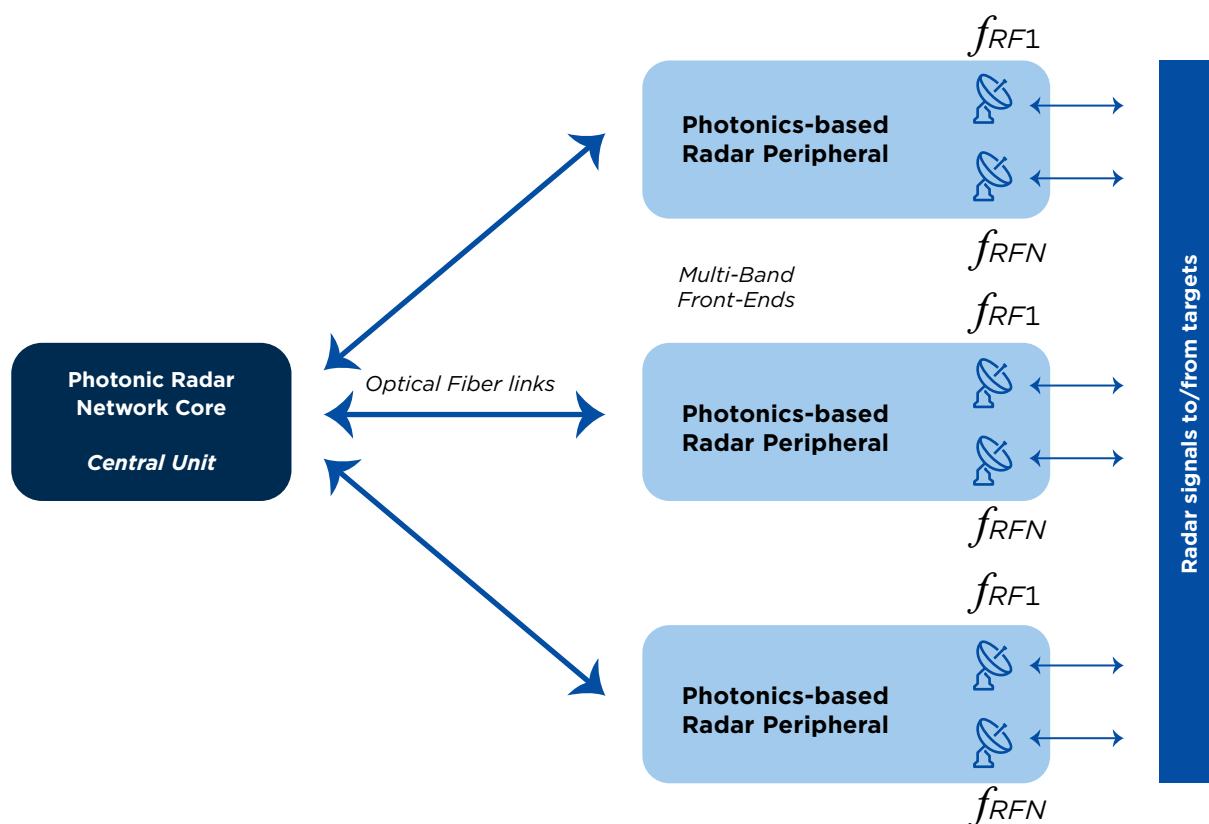 fRF1
Photonics-based
Radar Peripheral
fRFN
Multi-Band
Front-Ends
fRF1
Photonic Radar
Network Core
Central Unit
Optical Fiber links
Photonics-based
Radar Peripheral
fRFN
fRF1
Photonics-based
Radar Peripheral
fRFN
Radar signals to/from targets